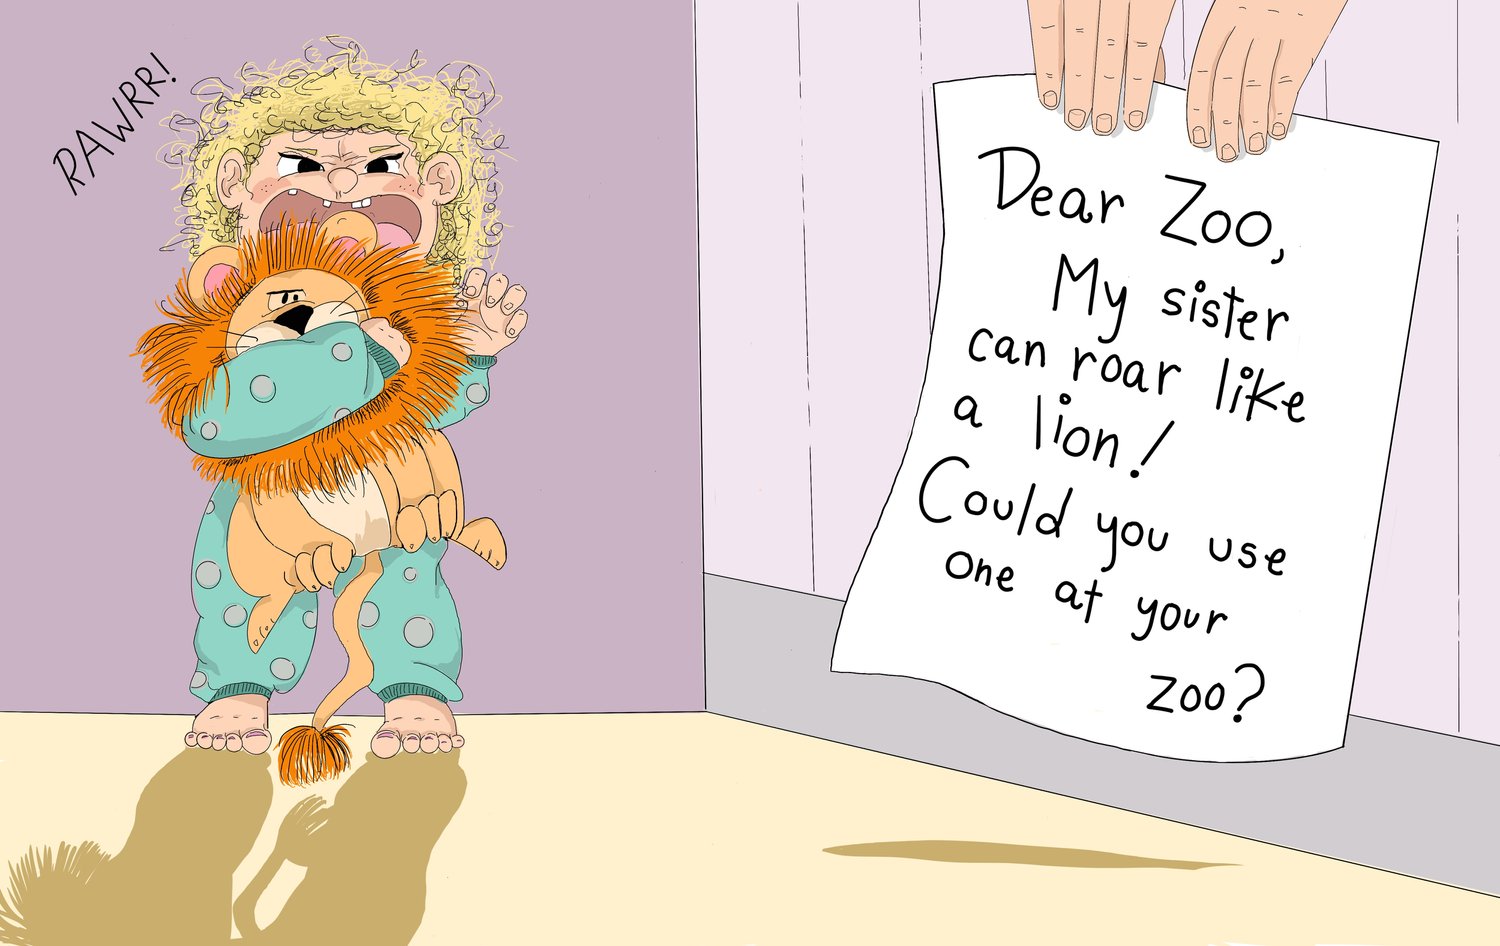 RAWRR!
Dear Zoo,
My sister
can roar like
a lion!
Could you use
one at your
zoo?